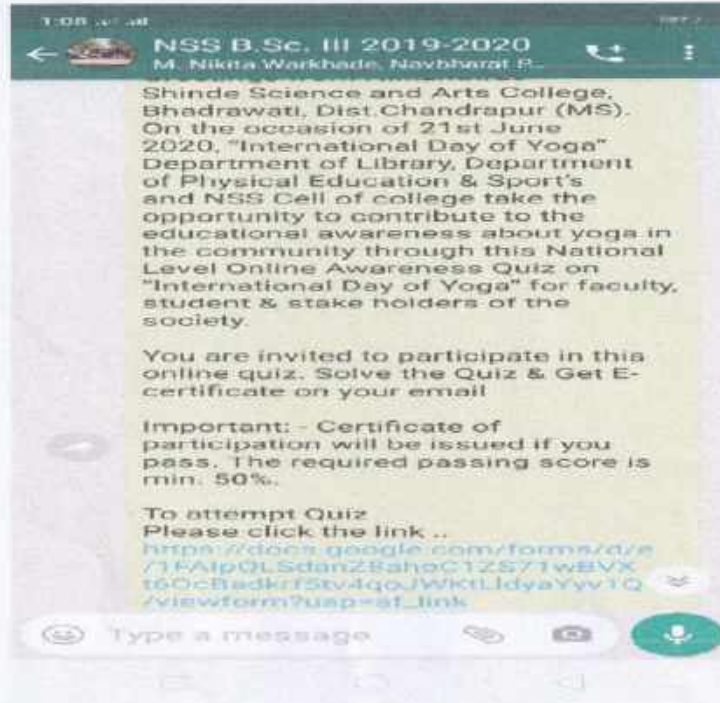 1:08
NSS B.Sc. III 2019-2020
M. Nikita Warkhade, Navbharat
Shinde Science and Arts College,
Bhadrawati, Dist.Chandrapur (MS).
On the occasion of 21st June
2020, "International Day of Yoga"
Department of Library, Department
of Physical Education & Sport's
and NSS Cell of college take the
opportunity to contribute to the
educational awareness about yoga in
the community through this National
Level Online Awareness Quiz on
"International Day of Yoga" for faculty,
student & stake holders of the
society.
You are invited to participate in this
online quiz. Solve the Quiz & Get E-
certificate on your email
Important: - Certificate of
participation will be issued if you
pass. The required passing score is
min. 50%.
To attempt Quiz
Please click the link ..
https://docs.google.com/forms/d/e
/viewform?usp=sf_link
Type a message